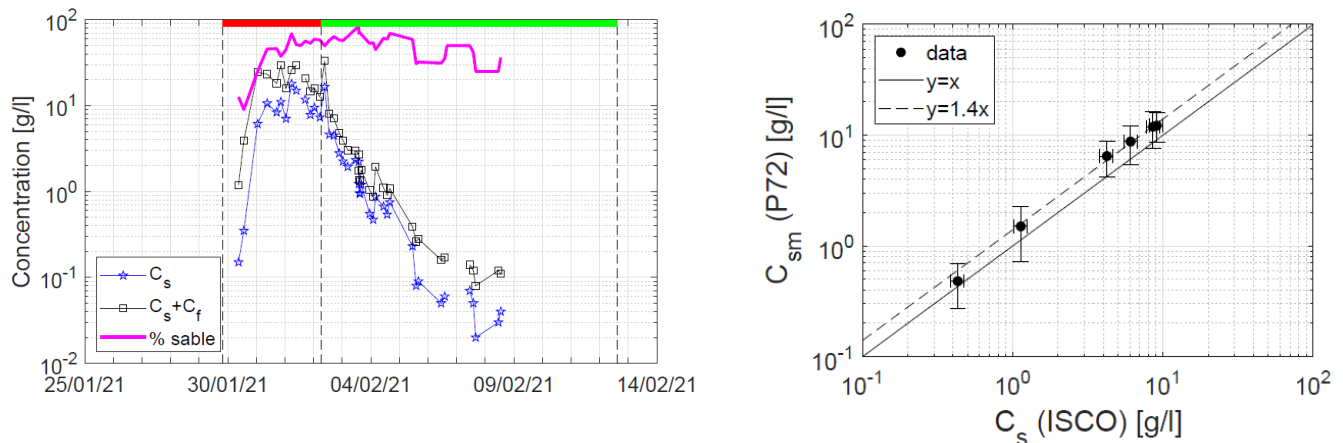 Concentration [g/l]
10^2
10^1
10^0
10^-1
10^-2
C_s
C_s+C_f
% sable
25/01/21 30/01/21 04/02/21 09/02/21 14/02/21
C_sm (P72) [g/l]
10^2
10^1
10^0
10^-1
data
y=x
y=1.4x
10^-1 10^0 10^1 10^2
C_s (ISCO) [g/l]